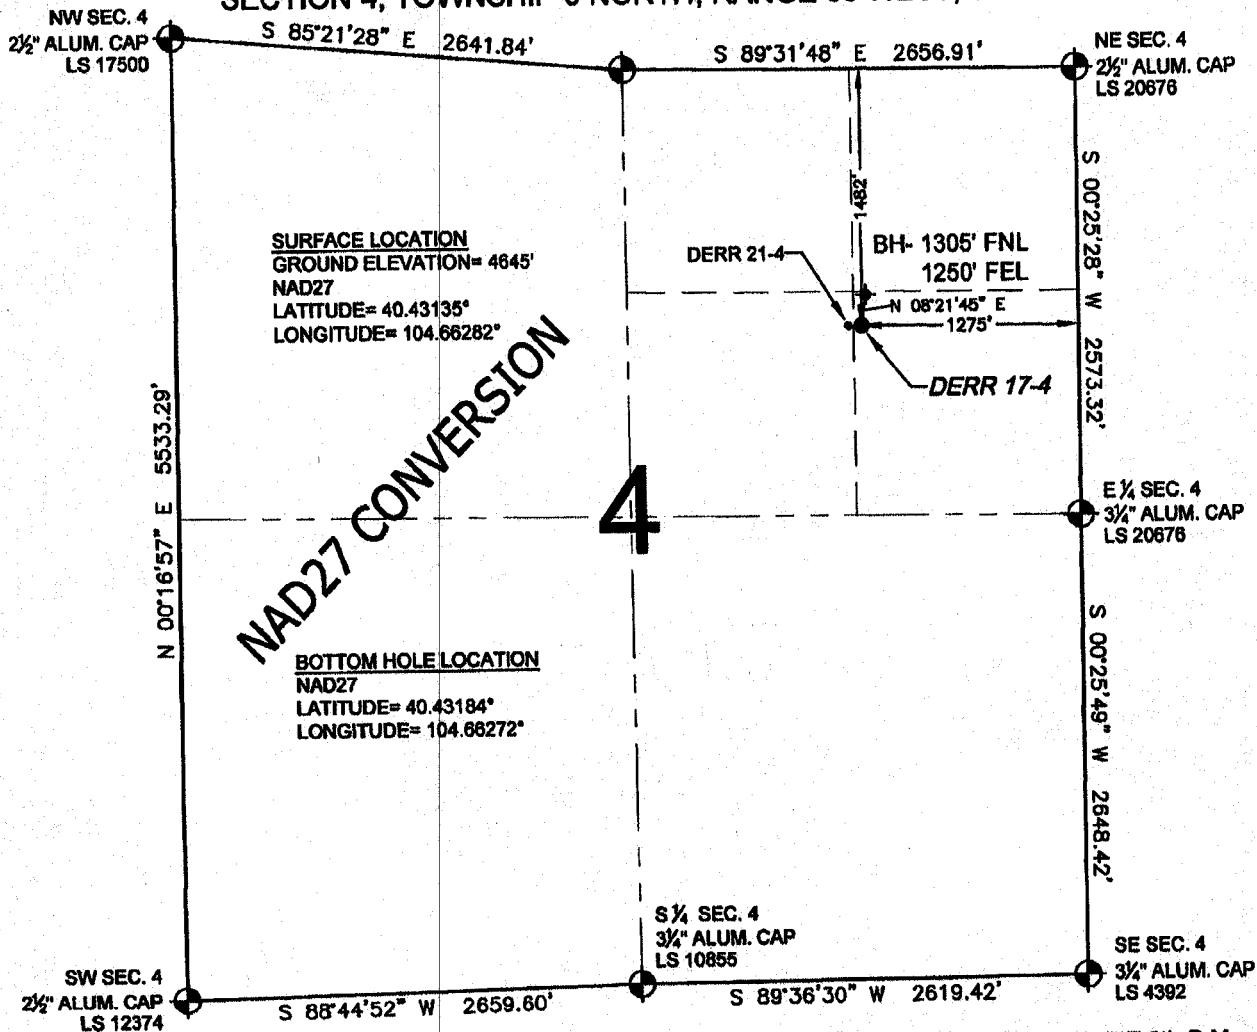 NW SEC. 4
2½" ALUM. CAP
LS 17500
S 85°21'28" E 2641.84'
S 89°31'48" E 2656.91'
NE SEC. 4
2½" ALUM. CAP
LS 20676
SURFACE LOCATION
GROUND ELEVATION= 4645'
NAD27
LATITUDE= 40.43135°
LONGITUDE= 104.66282°
1482'
DERR 21-4
BH- 1305' FNL
1250' FEL
N 08°21'45" E
1275'
DERR 17-4
S 00°25'28" W 2573.32'
N 00°16'57" E 5533.29'
NAD27 CONVERSION
4
E ¼ SEC. 4
3¼" ALUM. CAP
LS 20676
BOTTOM HOLE LOCATION
NAD27
LATITUDE= 40.43184°
LONGITUDE= 104.66272°
S 00°25'49" W 2648.42'
S ¼ SEC. 4
3¼" ALUM. CAP
LS 10855
SW SEC. 4
2½" ALUM. CAP
LS 12374
S 88°44'52" W 2659.60'
S 89°36'30" W 2619.42'
SE SEC. 4
3¼" ALUM. CAP
LS 4392